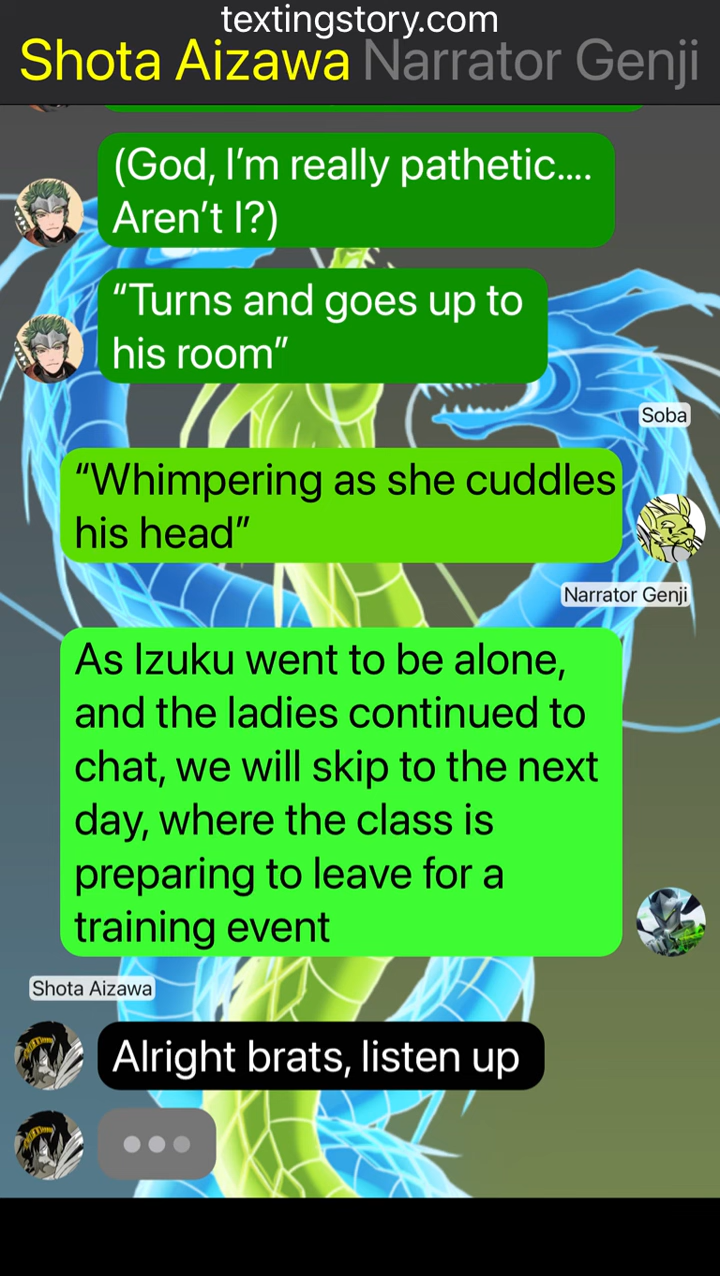 textingstory.com
Shota Aizawa Narrator Genji
(God, I’m really pathetic....
Aren’t I?)
“Turns and goes up to
his room”
Soba
“Whimpering as she cuddles
his head”
Narrator Genji
As Izuku went to be alone,
and the ladies continued to
chat, we will skip to the next
day, where the class is
preparing to leave for a
training event
Shota Aizawa
Alright brats, listen up